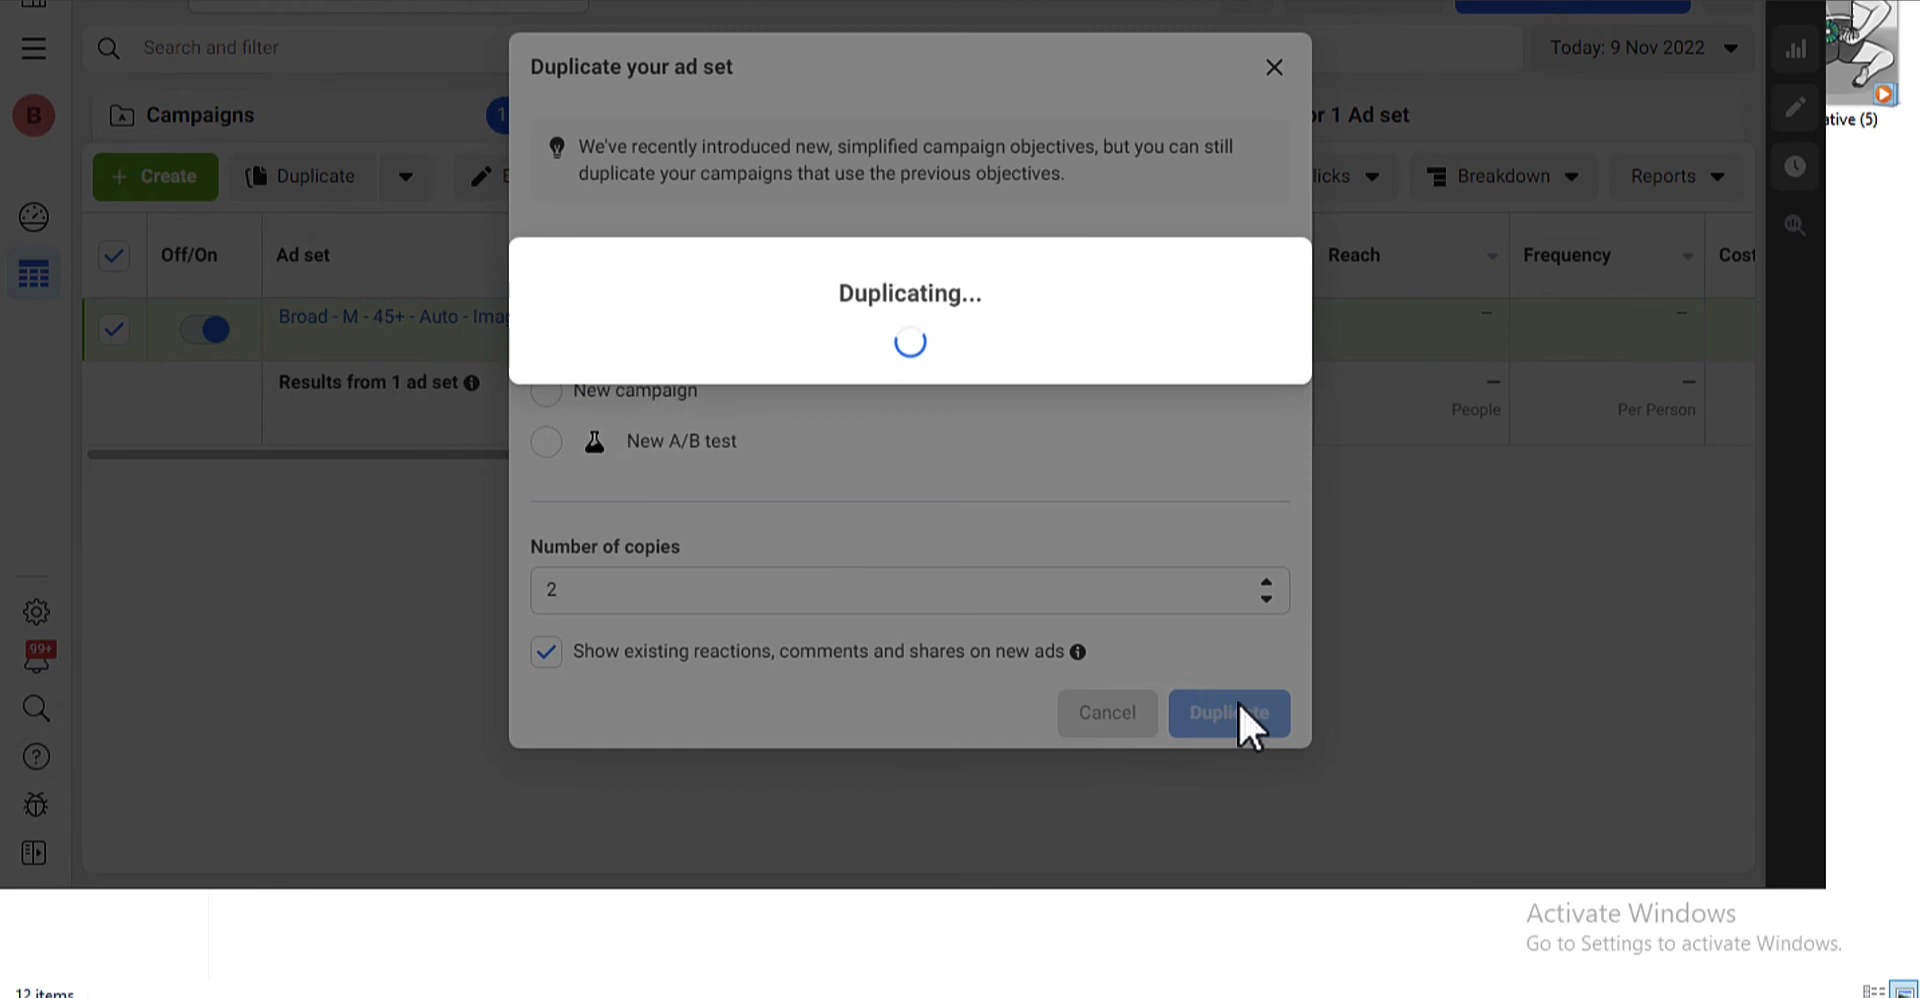 Search and filter
Duplicate your ad set
Today: 9 Nov 2022
B
Campaigns
1
We've recently introduced new, simplified campaign objectives, but you can still
duplicate your campaigns that use the previous objectives.
or 1 Ad set
ative (5)
+ Create
Duplicate
E
licks
Breakdown
Reports
Off/On
Ad set
Duplicating...
Reach
Frequency
Cost
Broad - M - 45+ - Auto - Imag
–
–
Results from 1 ad set
New campaign
–
People
–
Per Person
New A/B test
Number of copies
2
99+
Show existing reactions, comments and shares on new ads
Cancel
Activate Windows
Go to Settings to activate Windows.
12 items